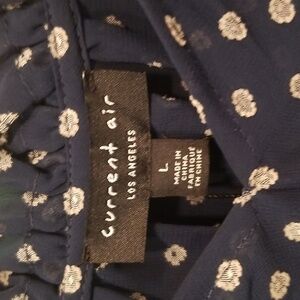 current air
LOS ANGELES
L
MADE IN
CHINA
FABRIQUÉ
EN CHINE